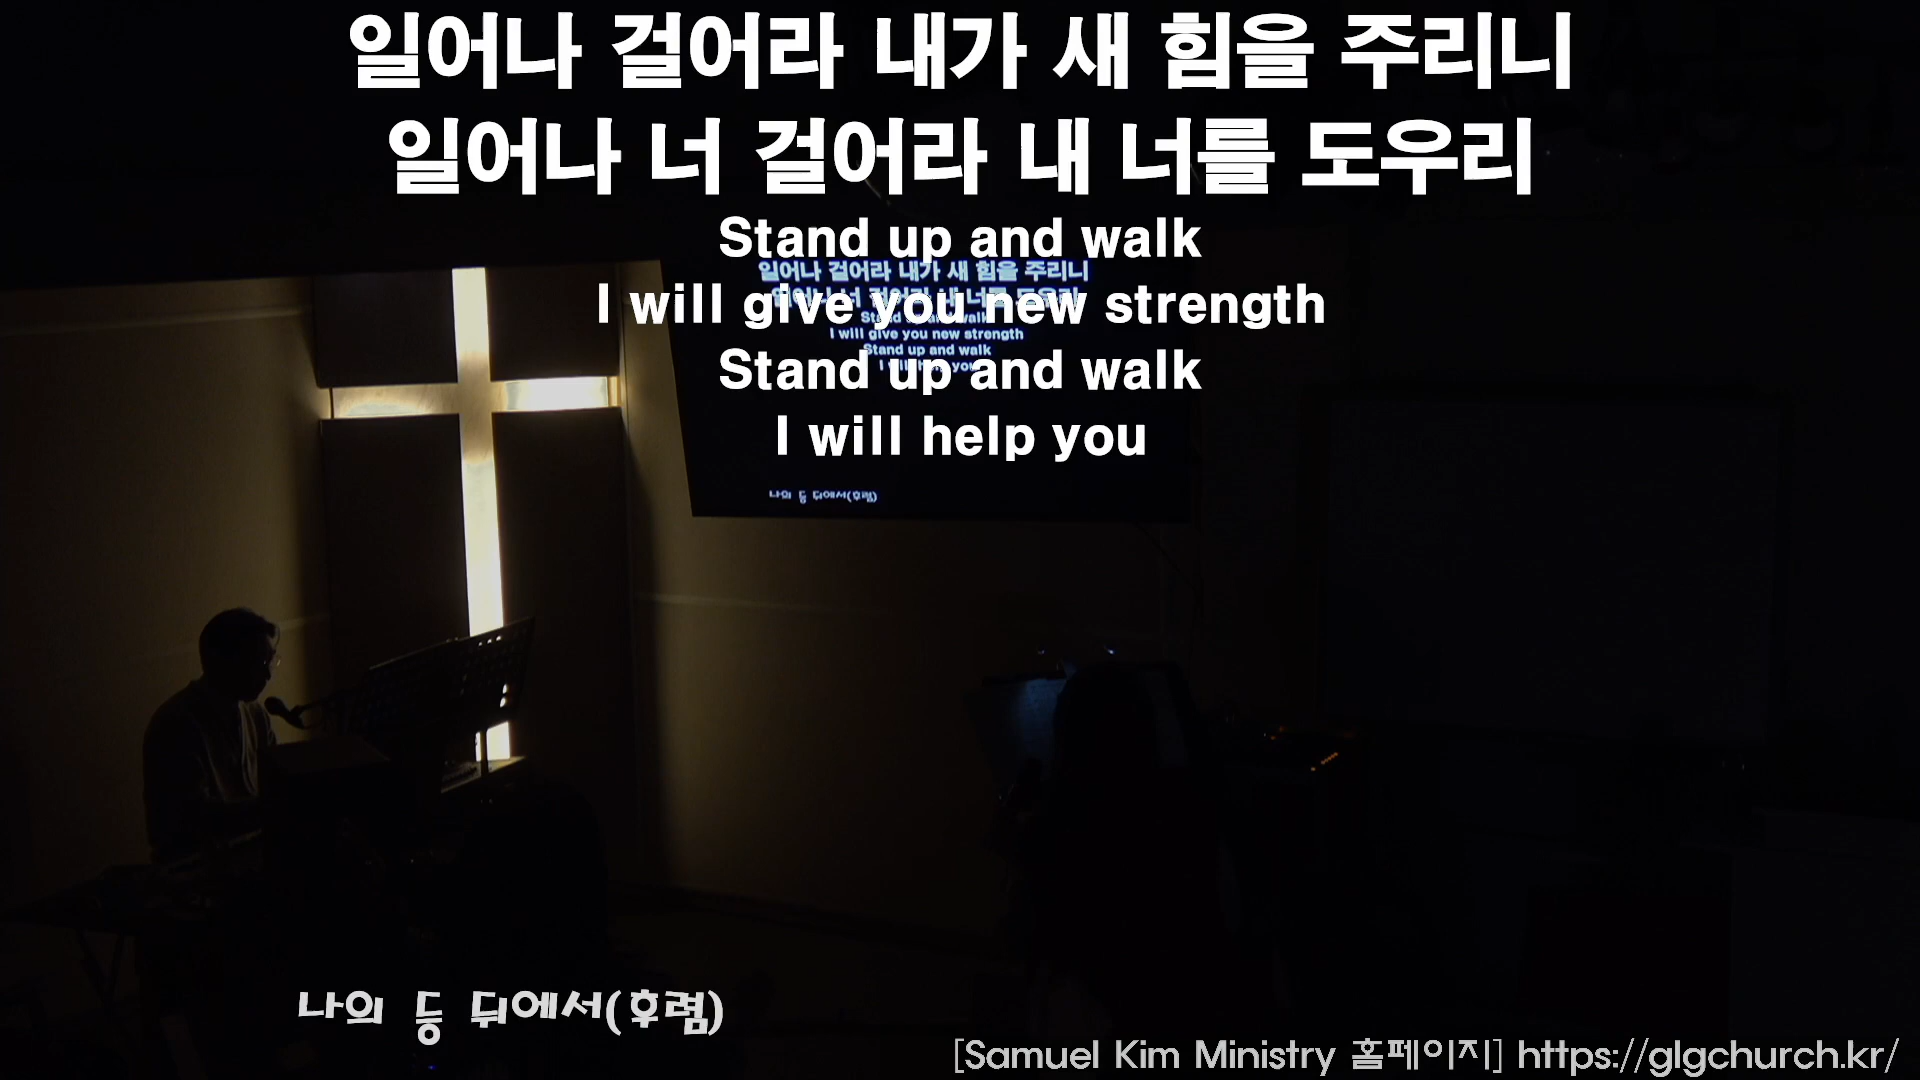 일어나 걸어라 내가 새 힘을 주리니
일어나 너 걸어라 내 너를 도우리
Stand up and walk
I will give you new strength
Stand up and walk
I will help you
일어나 걸어라 내가 새 힘을 주리니
일어나 너 걸어라 내 너를 도우리
Stand up and walk
I will give you new strength
Stand up and walk
I will help you
나의 등 뒤에서(후렴)
나의 등 뒤에서(후렴)
[Samuel Kim Ministry 홈페이지] https://glgchurch.kr/